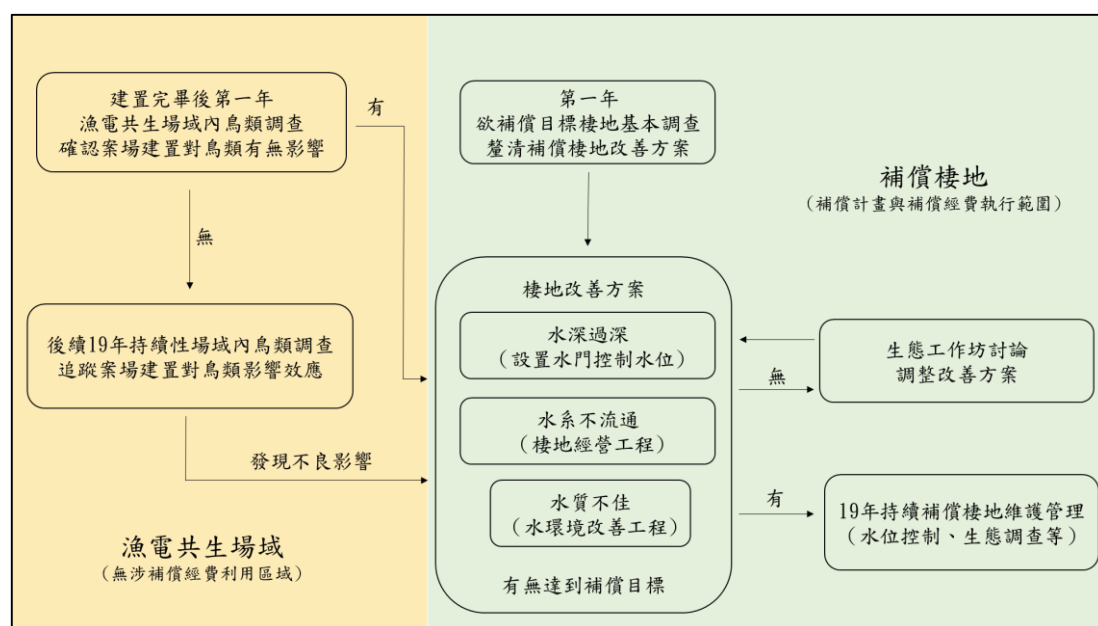 建置完畢後第一年
漁電共生場域內鳥類調查
確認案場建置對鳥類有無影響
有
無
後續19年持續性場域內鳥類調查
追蹤案場建置對鳥類影響效應
發現不良影響
漁電共生場域
（無涉補償經費利用區域）
第一年
欲補償目標棲地基本調查
釐清補償棲地改善方案
補償棲地
（補償計畫與補償經費執行範圍）
棲地改善方案
水深過深
（設置水門控制水位）
水系不流通
（棲地經營工程）
水質不佳
（水環境改善工程）
有無達到補償目標
無
生態工作坊討論
調整改善方案
有
19年持續補償棲地維護管理
（水位控制、生態調查等）